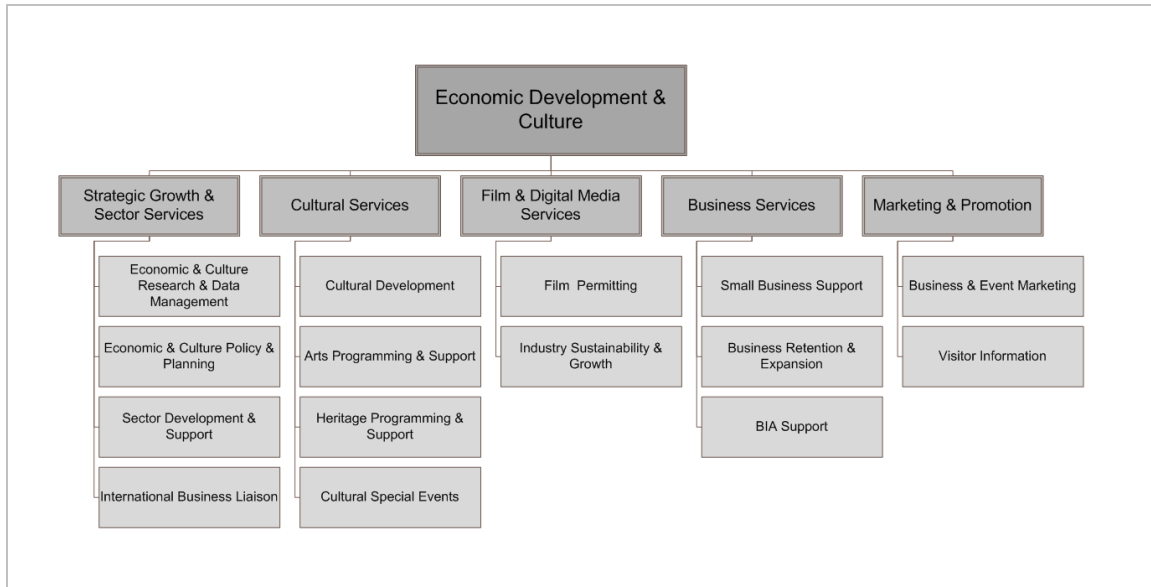 Economic Development &
Culture
Strategic Growth &
Sector Services
Cultural Services
Film & Digital Media
Services
Business Services
Marketing & Promotion
Economic & Culture
Research & Data
Management
Economic & Culture Policy &
Planning
Sector Development &
Support
International Business Liaison
Cultural Development
Arts Programming & Support
Heritage Programming &
Support
Cultural Special Events
Film Permitting
Industry Sustainability &
Growth
Small Business Support
Business Retention &
Expansion
BIA Support
Business & Event Marketing
Visitor Information